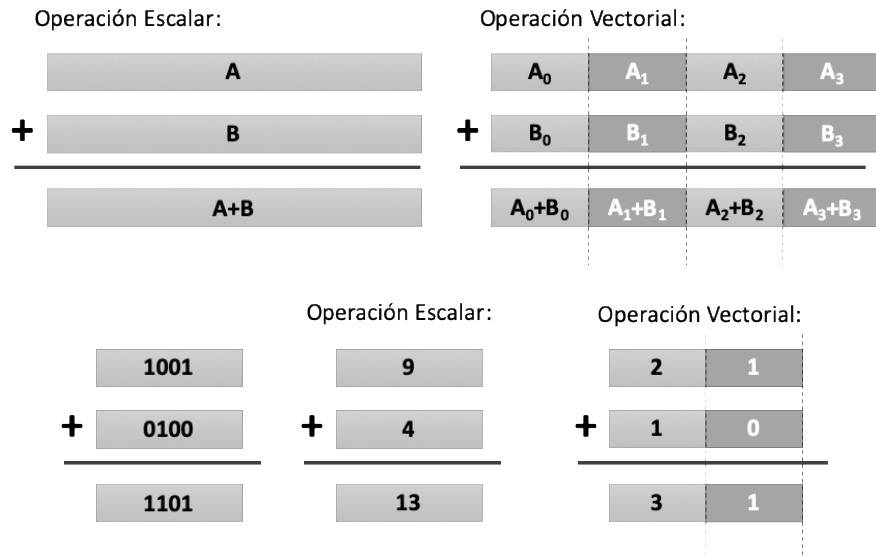 Operación Escalar: Operación Vectorial:
A A₀ A₁ A₂ A₃
+ B + B₀ B₁ B₂ B₃
A+B A₀+B₀ A₁+B₁ A₂+B₂ A₃+B₃
Operación Escalar: Operación Vectorial:
1001 9 2 1
+ 0100 + 4 + 1 0
1101 13 3 1